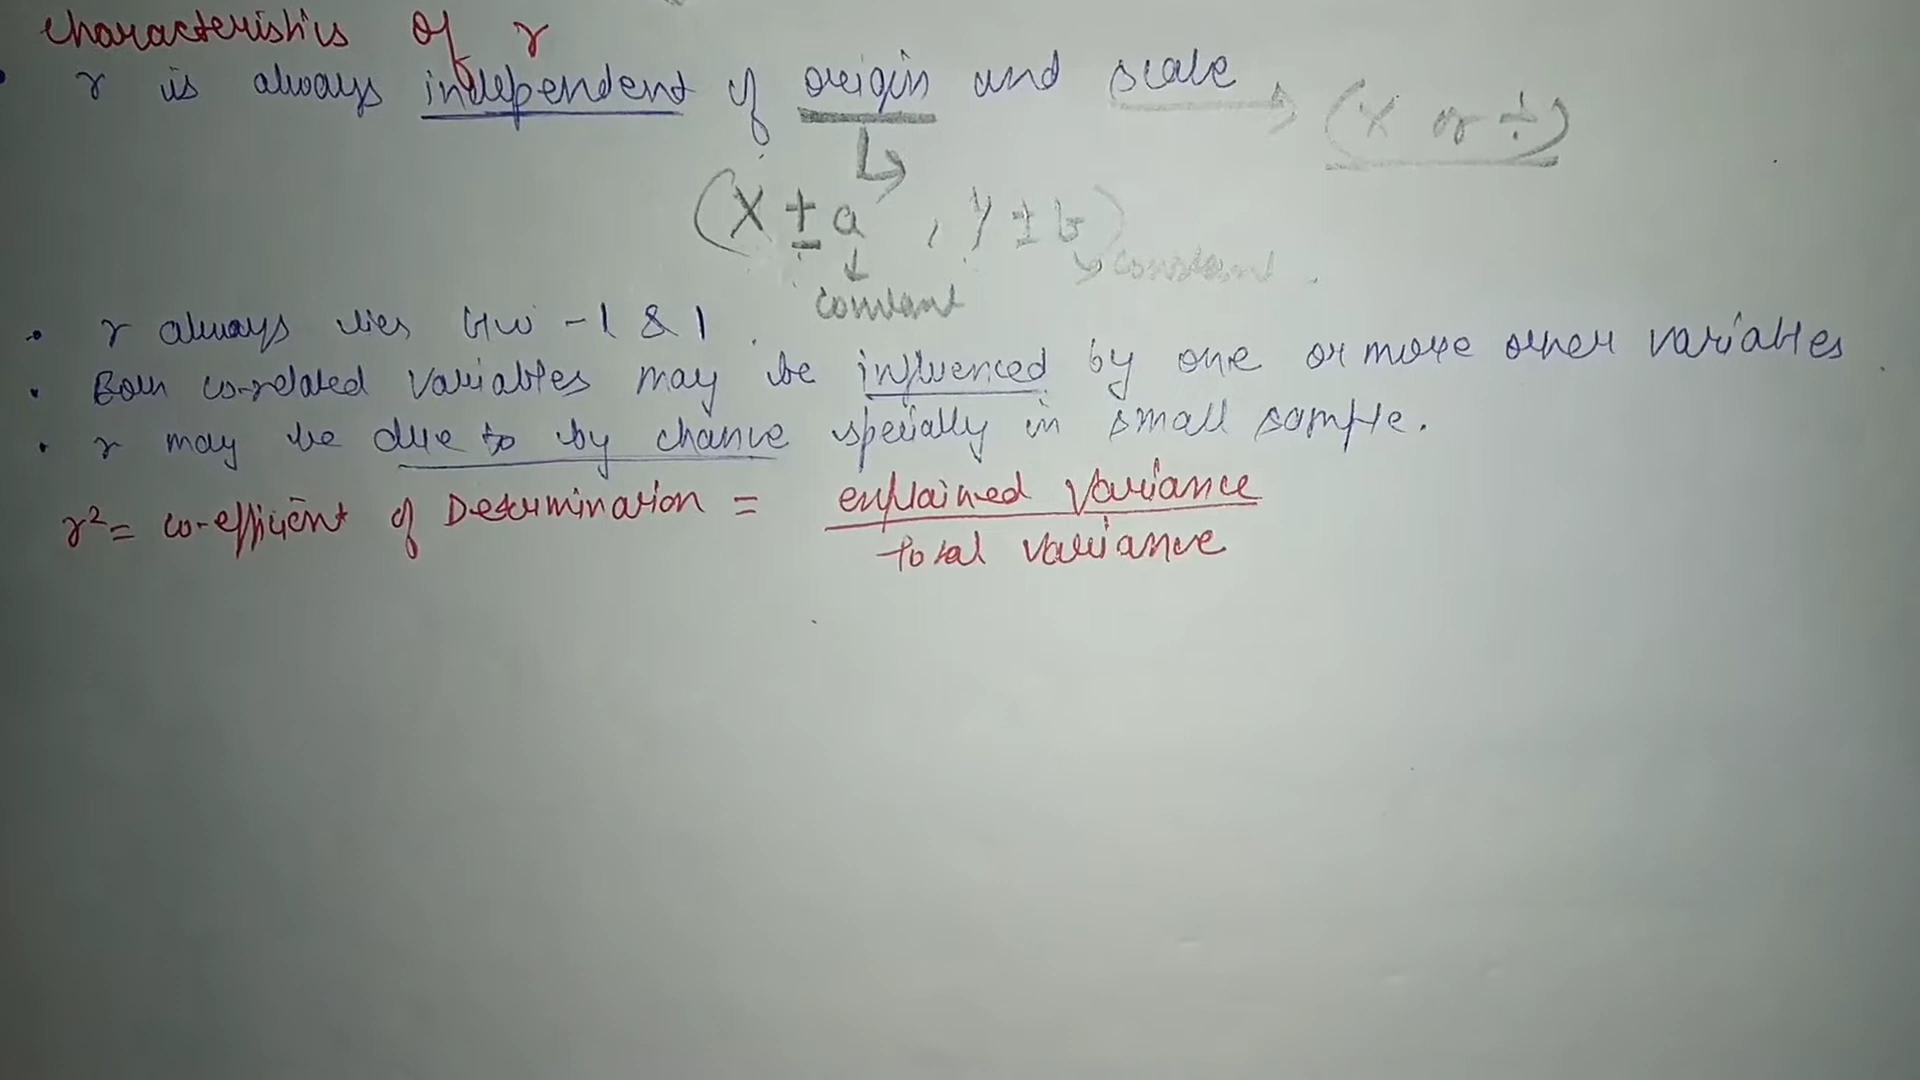 characteristics of r
• r is always independent of origin and scale → (× or ÷)
(X ± a , Y ± b)
constant
constant
• r always lies btw -1 & 1.
• Both co-related variables may be influenced by one or more other variables.
• r may be due to by chance specially in small sample.
r² = co-efficient of Determination = explained variance
total variance